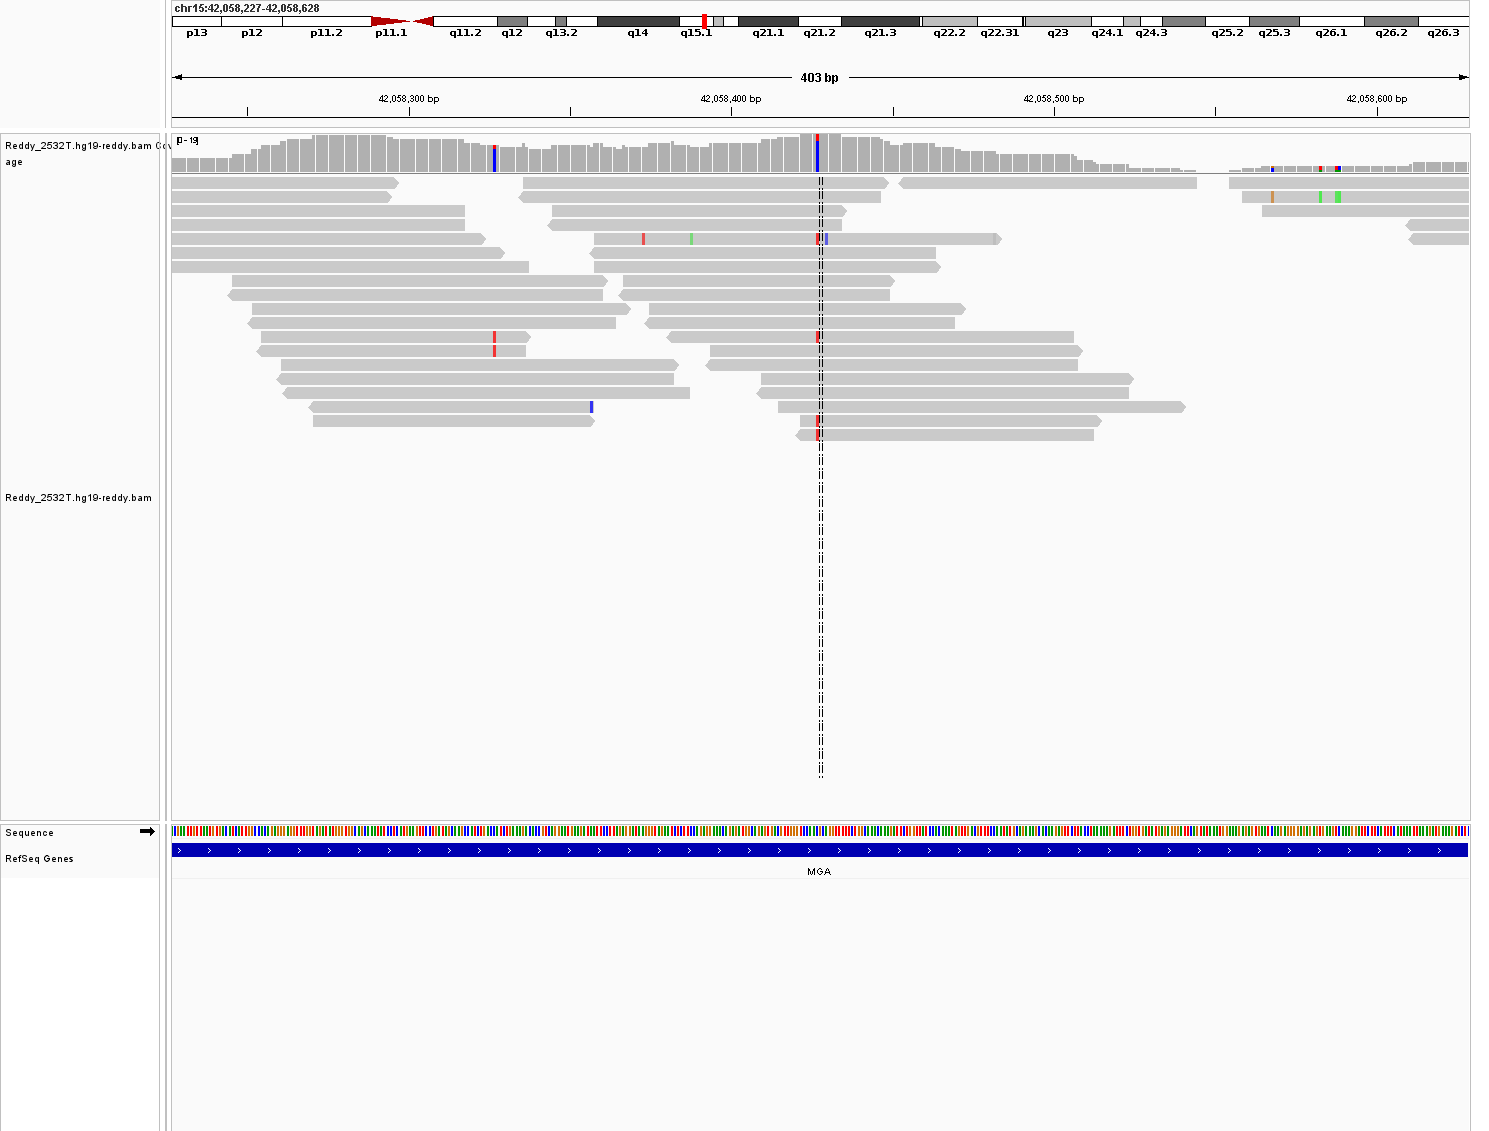 chr15:42,058,227-42,058,628
p13 p12 p11.2 p11.1 q11.2 q12 q13.2 q14 q15.1 q21.1 q21.2 q21.3 q22.2 q22.31 q23 q24.1 q24.3 q25.2 q25.3 q26.1 q26.2 q26.3
403 bp
42,058,300 bp 42,058,400 bp 42,058,500 bp 42,058,600 bp
[0 - 19]
Reddy_2532T.hg19-reddy.bam Cov
age
Reddy_2532T.hg19-reddy.bam
Sequence
RefSeq Genes
MGA